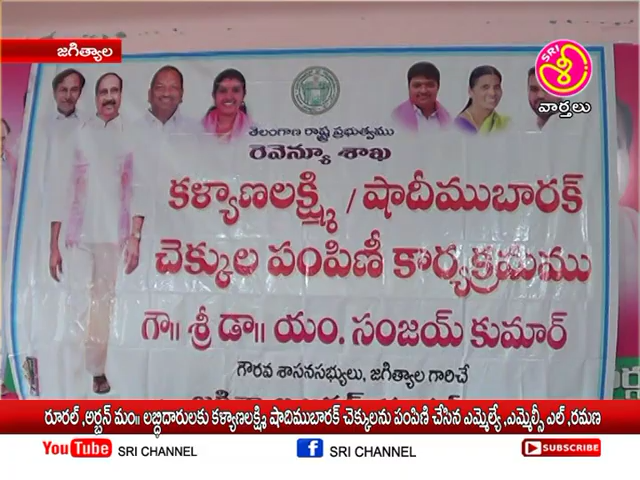 జగిత్యాల
SRI
శ్రీ
వార్తలు
తెలంగాణ రాష్ట్ర ప్రభుత్వము
రెవెన్యూ శాఖ
కళ్యాణలక్ష్మి / షాదీముబారక్
చెక్కుల పంపిణీ కార్యక్రమము
గౌ॥ శ్రీ డా॥ యం. సంజయ్ కుమార్
గౌరవ శాసనసభ్యులు, జగిత్యాల గారిచే
రూరల్ ,అర్బన్ మం॥ లబ్ధిదారులకు కళ్యాణలక్ష్మి షాదిముబారక్ చెక్కులను పంపిణి చేసిన ఎమ్మెల్యే ,ఎమ్మెల్సీ ఎల్ ,రమణ
YouTube SRI CHANNEL f SRI CHANNEL SUBSCRIBE